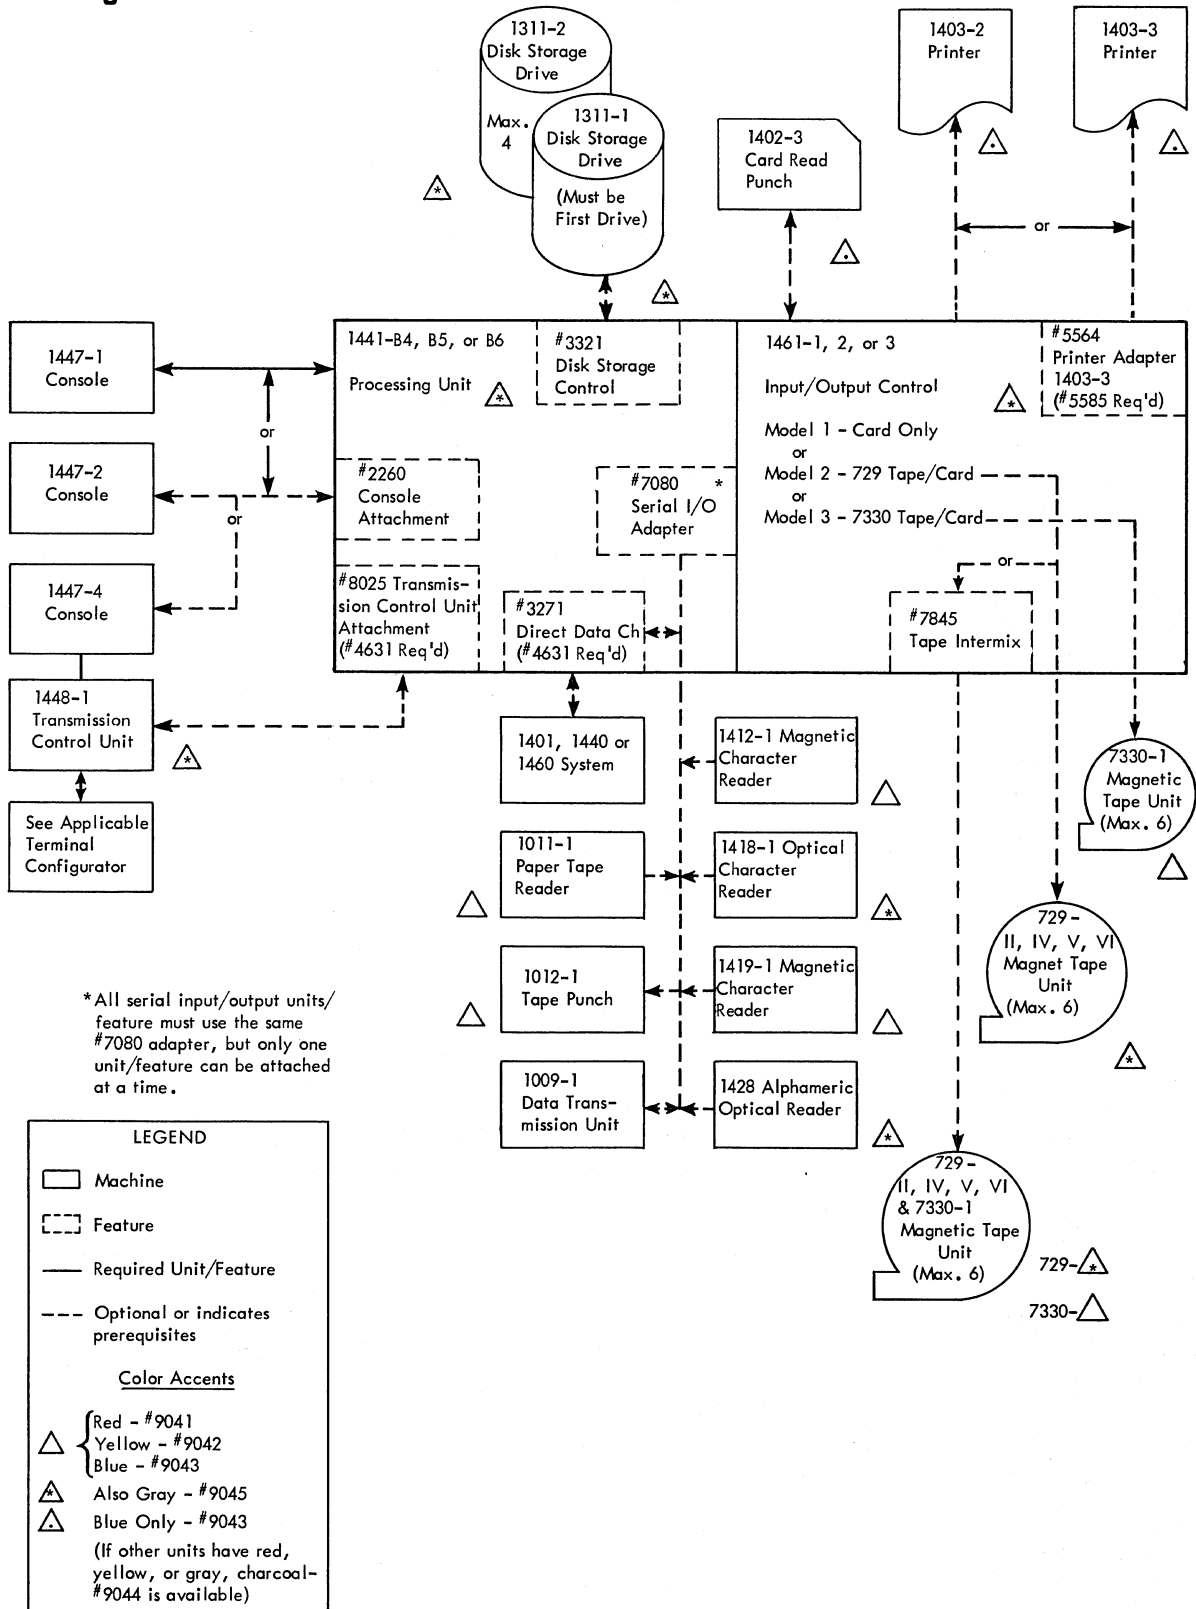 1311-2
Disk Storage
Drive
Max.
4
1311-1
Disk Storage
Drive
(Must be
First Drive)
*
*
1402-3
Card Read
Punch
1403-2
Printer
1403-3
Printer
or
1447-1
Console
or
1447-2
Console
or
1447-4
Console
1448-1
Transmission
Control Unit
*
See Applicable
Terminal
Configurator
1441-B4, B5, or B6
Processing Unit
*
#3321
Disk Storage
Control
#2260
Console
Attachment
#7080 *
Serial I/O
Adapter
#8025 Transmis-
sion Control Unit
Attachment
(#4631 Req'd)
#3271
Direct Data Ch
(#4631 Req'd)
1461-1, 2, or 3
Input/Output Control
*
Model 1 - Card Only
or
Model 2 - 729 Tape/Card
or
Model 3 - 7330 Tape/Card
#5564
Printer Adapter
1403-3
(#5585 Req'd)
or
#7845
Tape Intermix
1401, 1440 or
1460 System
1412-1 Magnetic
Character
Reader
1011-1
Paper Tape
Reader
1418-1 Optical
Character
Reader
*
1012-1
Tape Punch
1419-1 Magnetic
Character
Reader
1009-1
Data Trans-
mission Unit
1428 Alphameric
Optical Reader
*
7330-1
Magnetic
Tape Unit
(Max. 6)
729-
II, IV, V, VI
Magnet Tape
Unit
(Max. 6)
*
729-
II, IV, V, VI
& 7330-1
Magnetic Tape
Unit
(Max. 6)
729- *
7330-
*All serial input/output units/
feature must use the same
#7080 adapter, but only one
unit/feature can be attached
at a time.
LEGEND
Machine
Feature
Required Unit/Feature
Optional or indicates
prerequisites
Color Accents
Red - #9041
Yellow - #9042
Blue - #9043
* Also Gray - #9045
. Blue Only - #9043
(If other units have red,
yellow, or gray, charcoal-
#9044 is available)